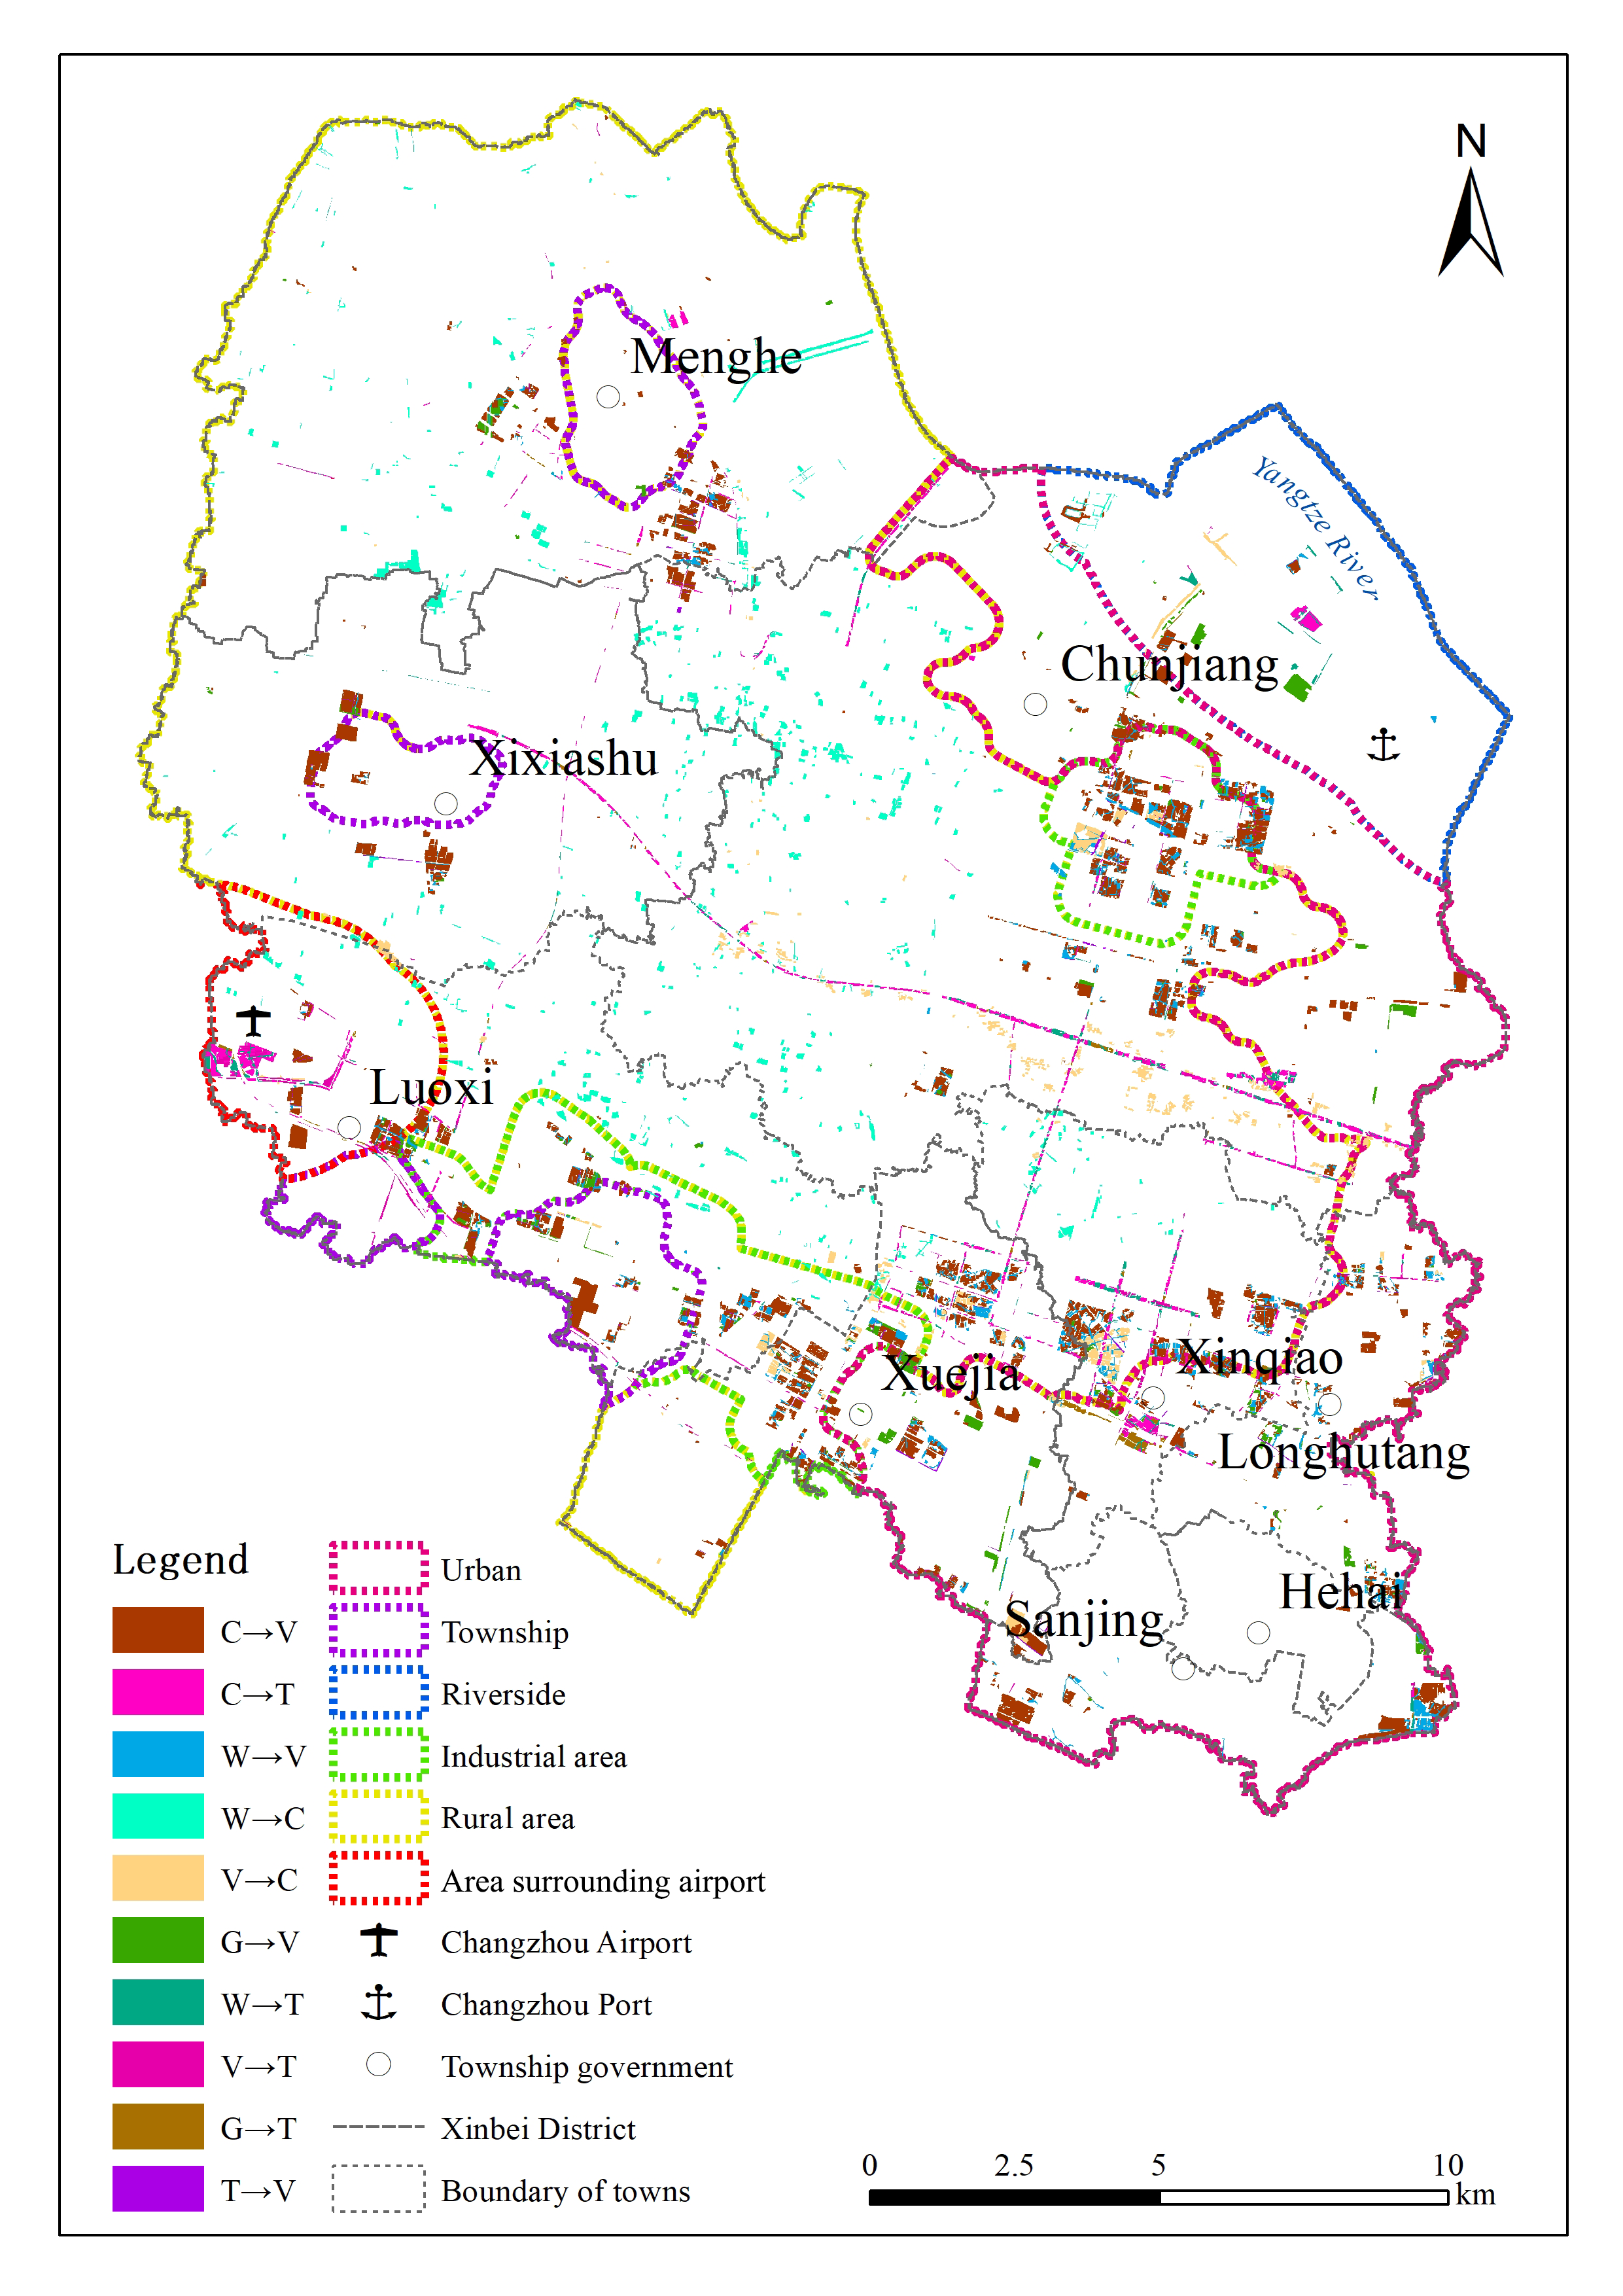 N
Menghe
Yangtze River
Chunjiang
Xixiashu
Luoxi
Xinqiao
Xuejia
Longhutang
Hehai
Sanjing
Legend
C→V
C→T
W→V
W→C
V→C
G→V
W→T
V→T
G→T
T→V
Urban
Township
Riverside
Industrial area
Rural area
Area surrounding airport
Changzhou Airport
Changzhou Port
Township government
Xinbei District
Boundary of towns
0 2.5 5 10
km